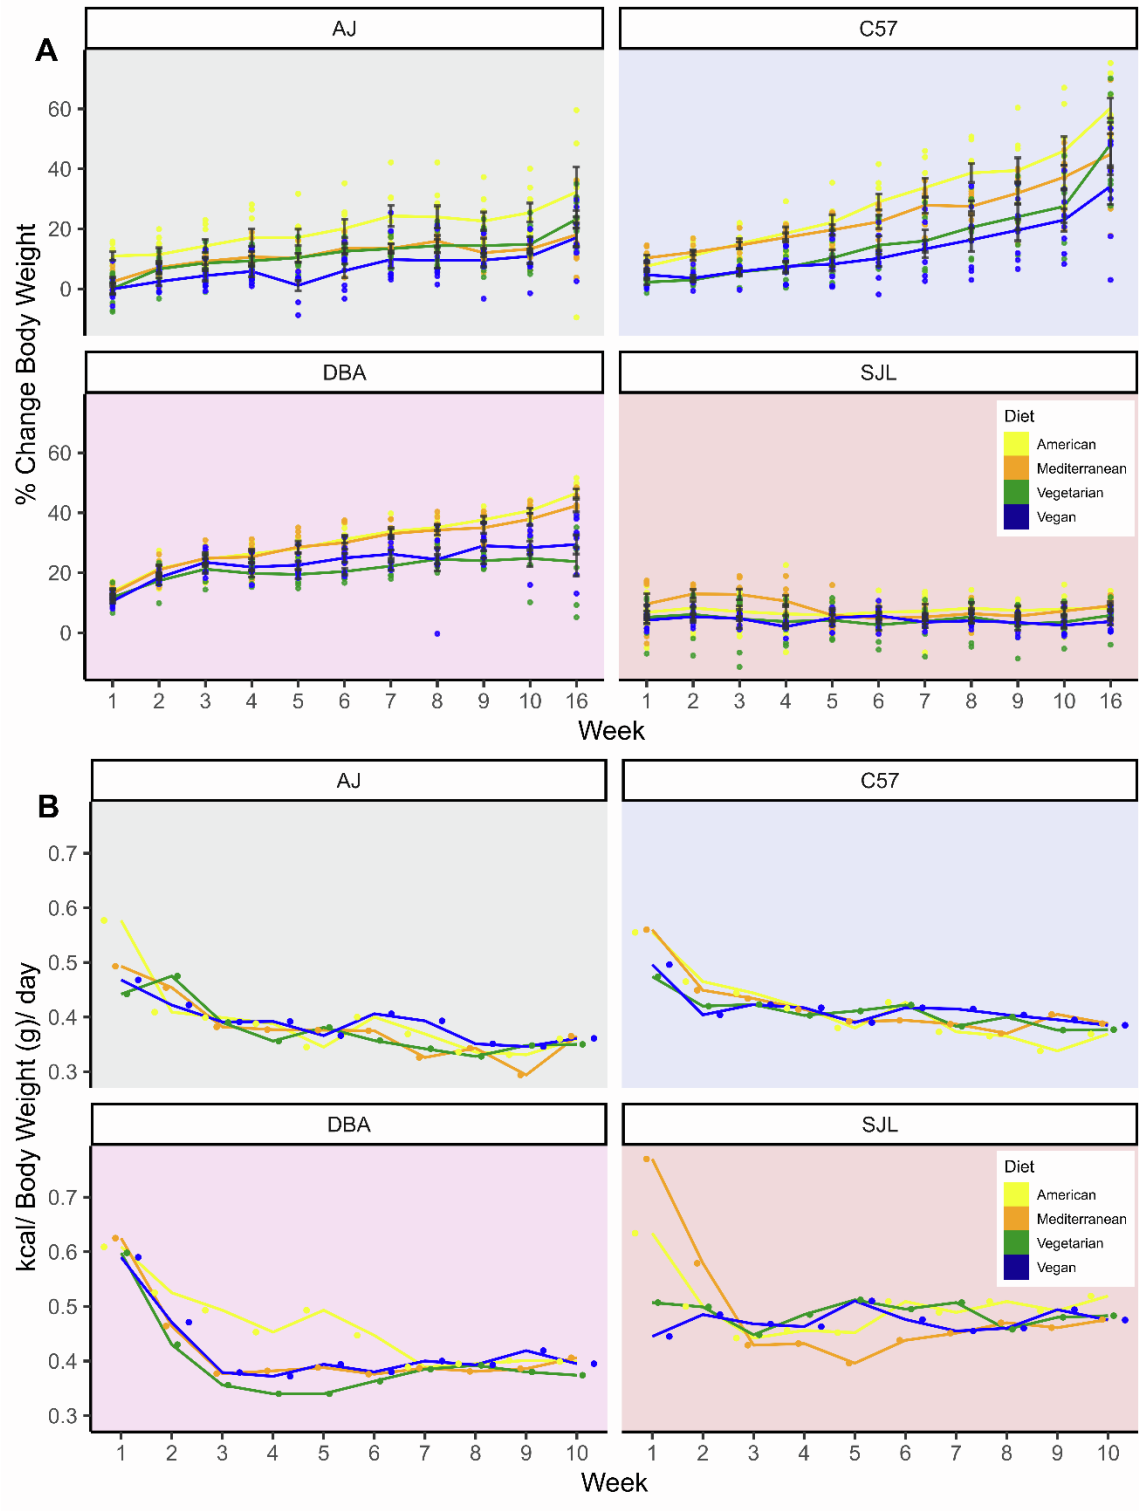 A
AJ
C57
60
40
20
0
DBA
SJL
60
40
20
0
Diet
American
Mediterranean
Vegetarian
Vegan
% Change Body Weight
1 2 3 4 5 6 7 8 9 10 16
1 2 3 4 5 6 7 8 9 10 16
Week
B
AJ
C57
0.7
0.6
0.5
0.4
0.3
DBA
SJL
0.7
0.6
0.5
0.4
0.3
Diet
American
Mediterranean
Vegetarian
Vegan
kcal/ Body Weight (g)/ day
1 2 3 4 5 6 7 8 9 10
1 2 3 4 5 6 7 8 9 10
Week